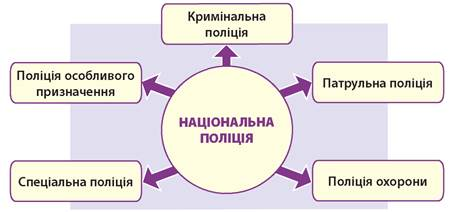 Кримінальна
поліція
Поліція особливого
призначення
Патрульна поліція
НАЦІОНАЛЬНА
ПОЛІЦІЯ
Спеціальна поліція
Поліція охорони